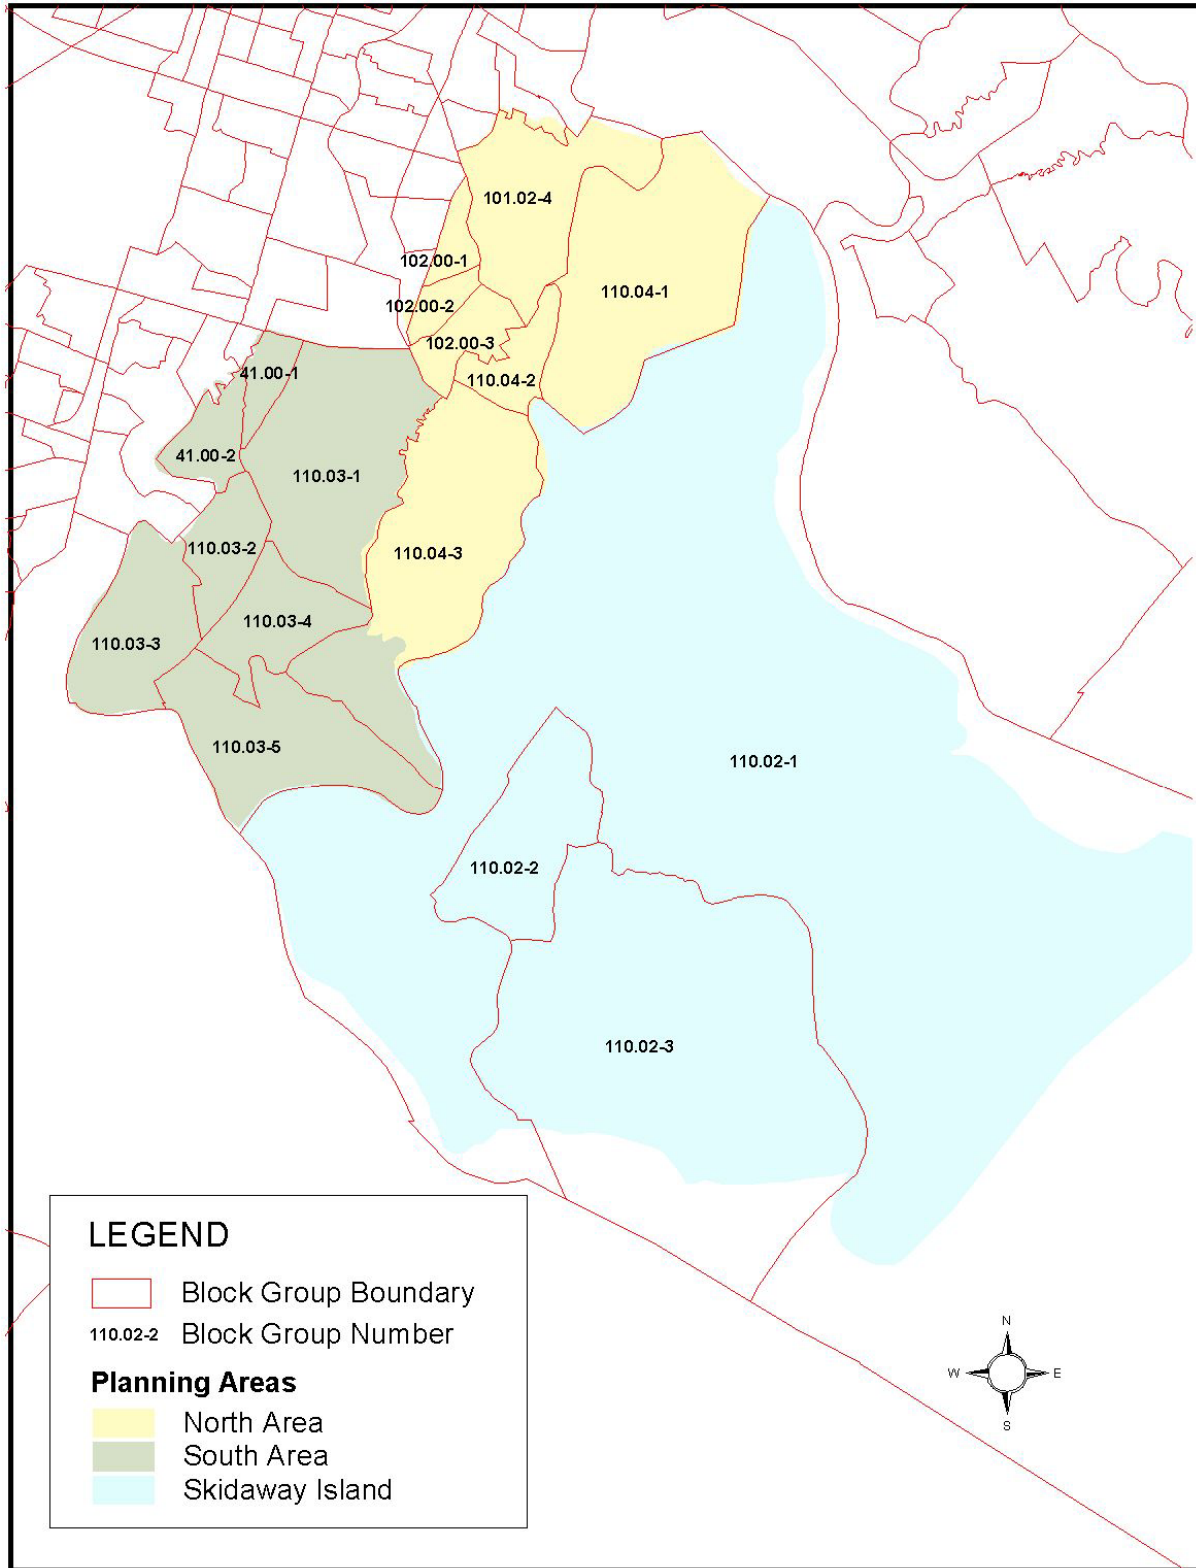 101.02-4
102.00-1
110.04-1
102.00-2
102.00-3
41.00-1
110.04-2
41.00-2
110.03-1
110.03-2
110.04-3
110.03-4
110.03-3
110.03-5
110.02-1
110.02-2
110.02-3
LEGEND
Block Group Boundary
110.02-2 Block Group Number
Planning Areas
North Area
South Area
Skidaway Island
N
W E
S